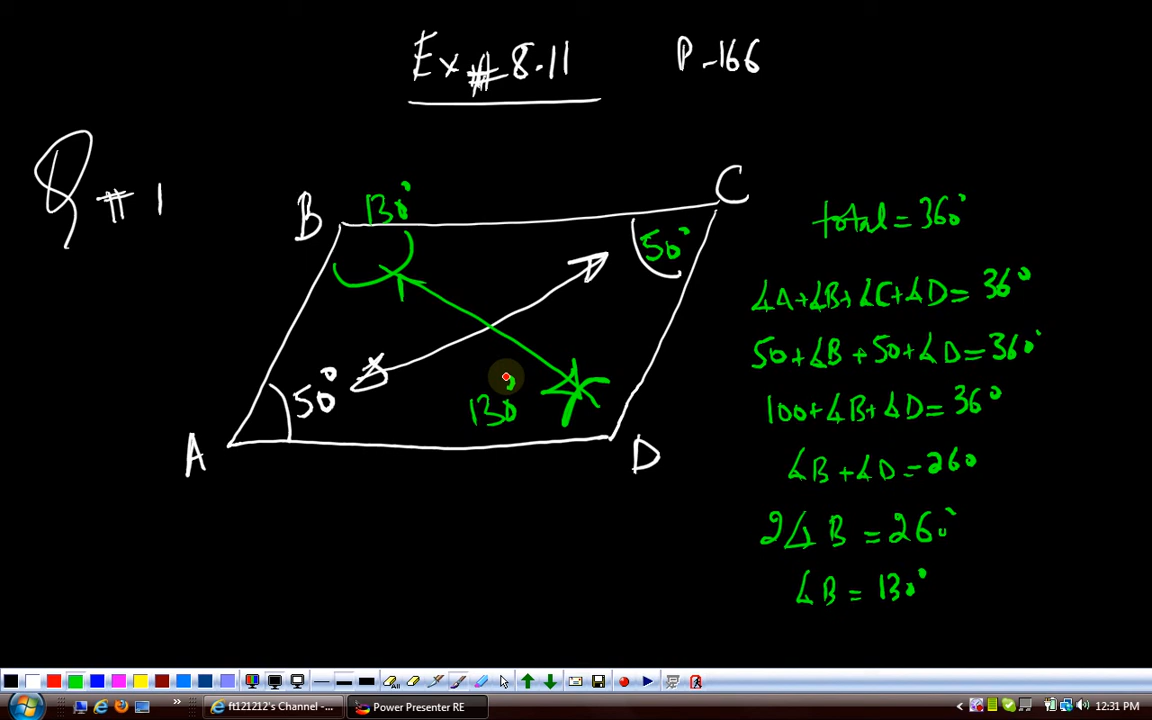 Ex # 8.11 P-166
Q # 1
B 130° C
50°
total = 360°
∠A+∠B+∠C+∠D= 360
50+∠B+50+∠D=360°
100+∠B+∠D=360
∠B+∠D=260
2∠B=260°
∠B=130°
50°
130°
A D
ft121212's Channel -...
Power Presenter RE
12:31 PM